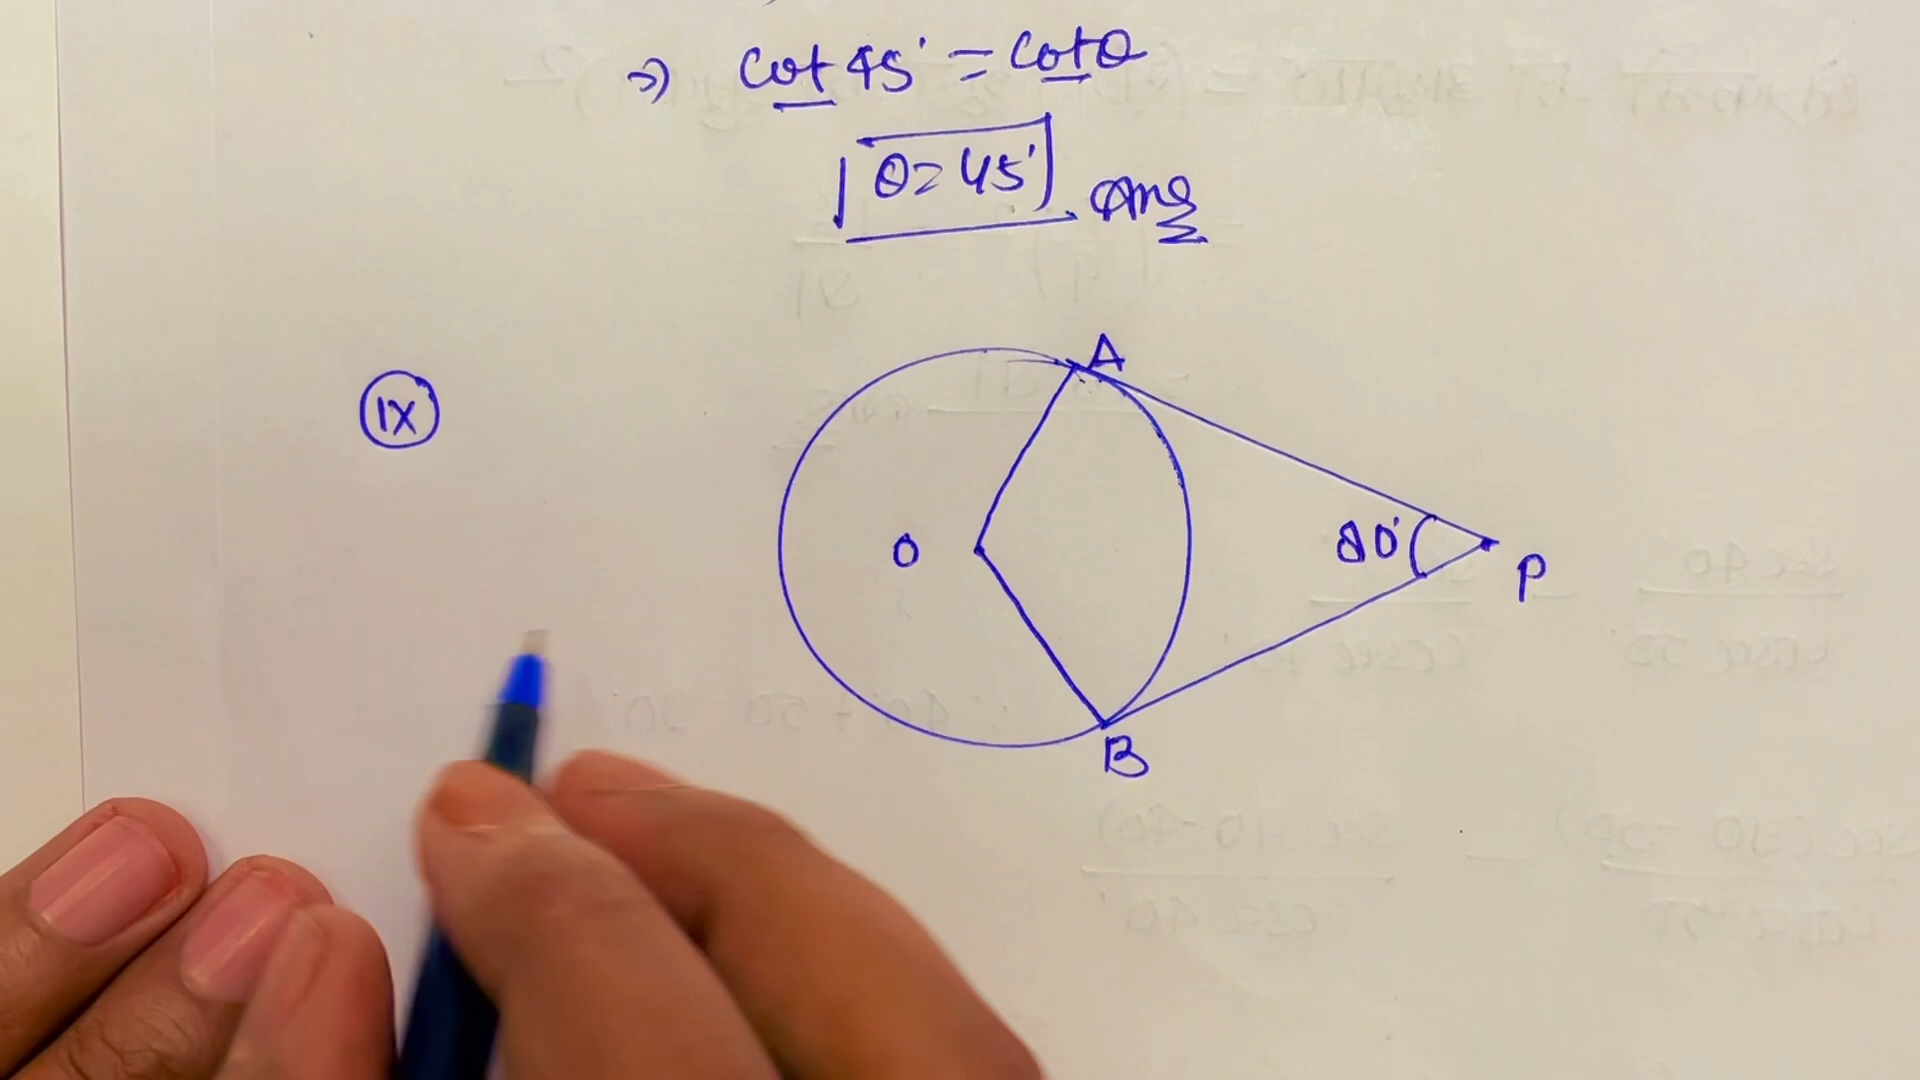 ⇒ Cot 45° = Cot θ
θ = 45° Ans
IX
A
O
80°
P
B